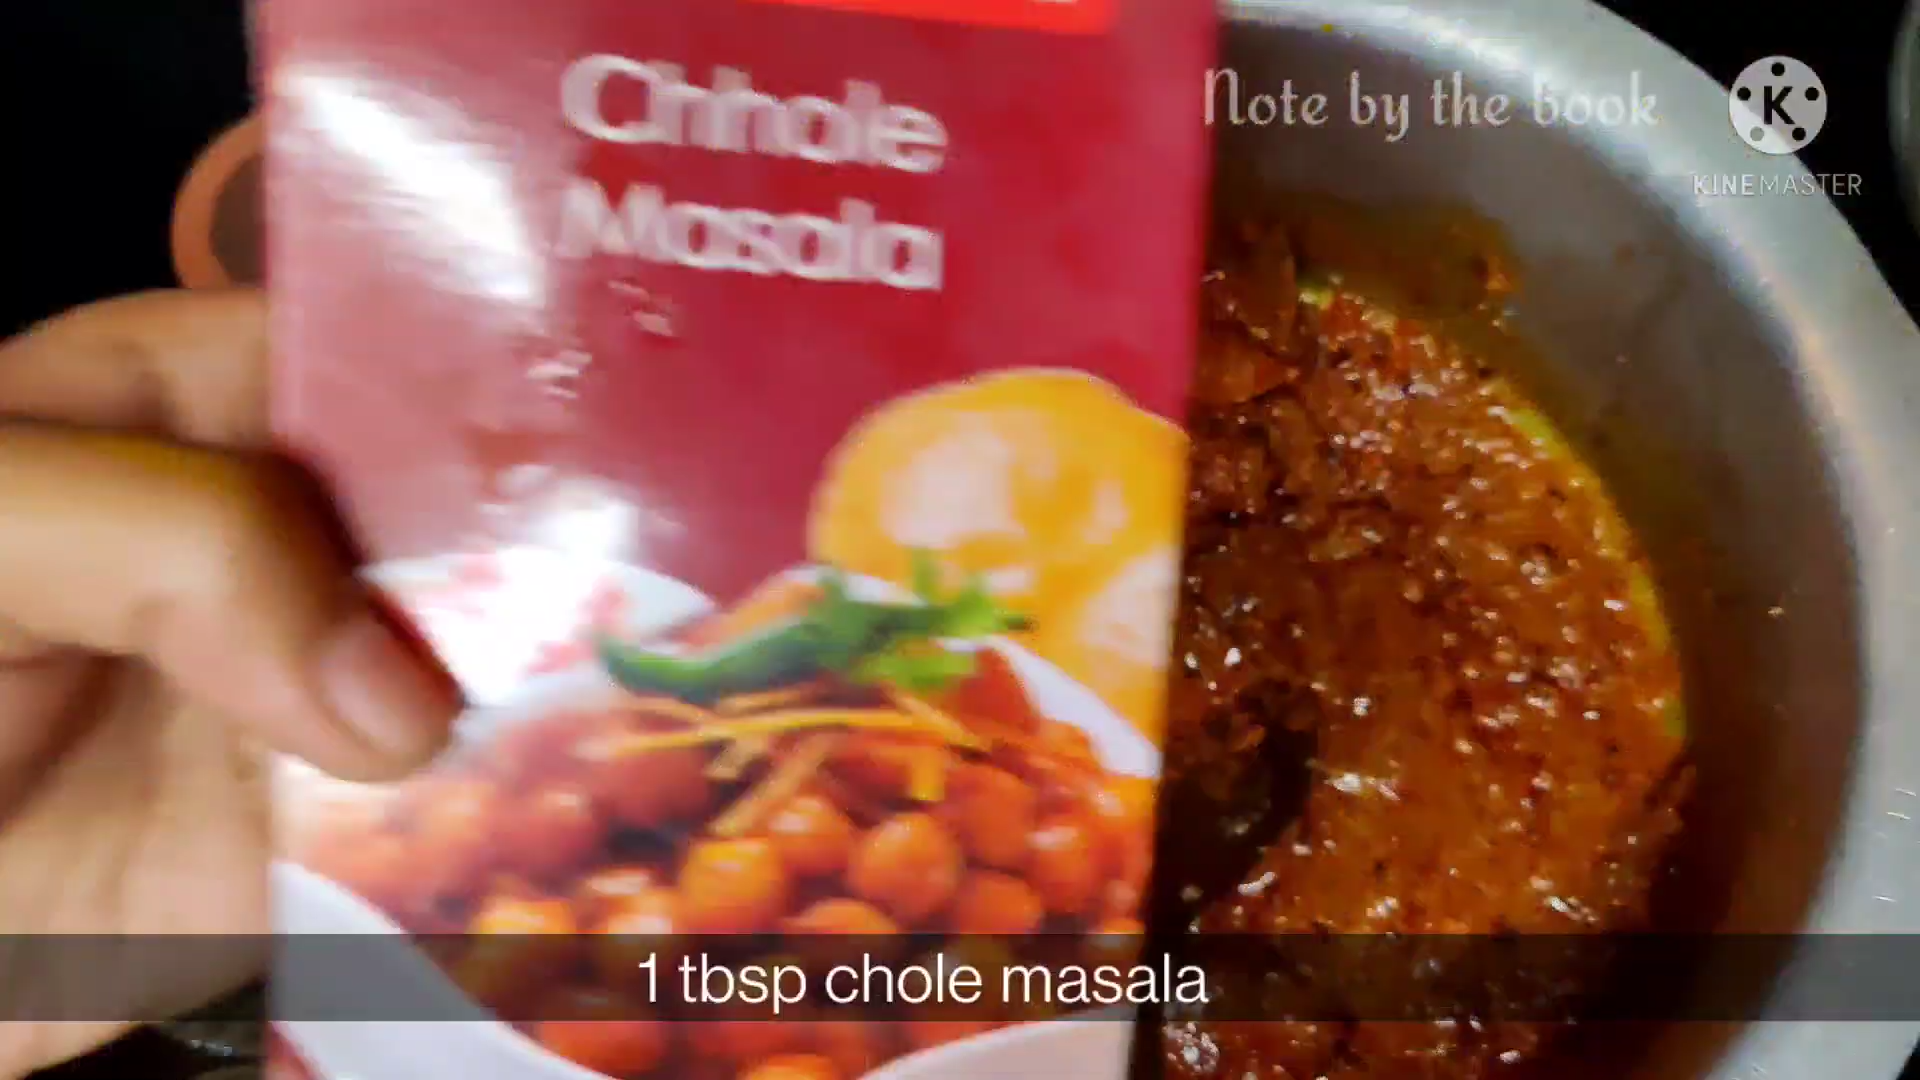 Chhole
Masala
Note by the book
K
KINEMASTER
1 tbsp chole masala